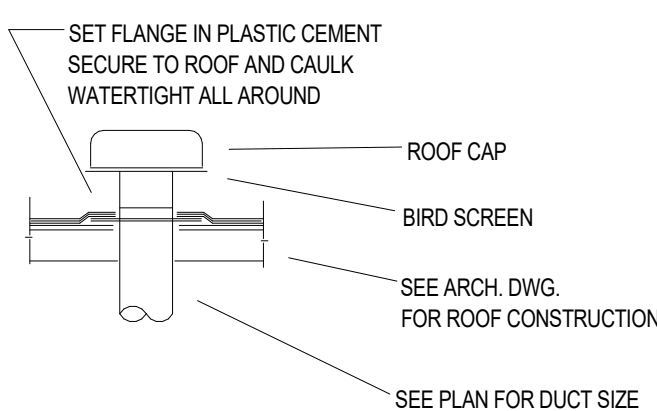 SET FLANGE IN PLASTIC CEMENT
SECURE TO ROOF AND CAULK
WATERTIGHT ALL AROUND
ROOF CAP
BIRD SCREEN
SEE ARCH. DWG.
FOR ROOF CONSTRUCTION
SEE PLAN FOR DUCT SIZE